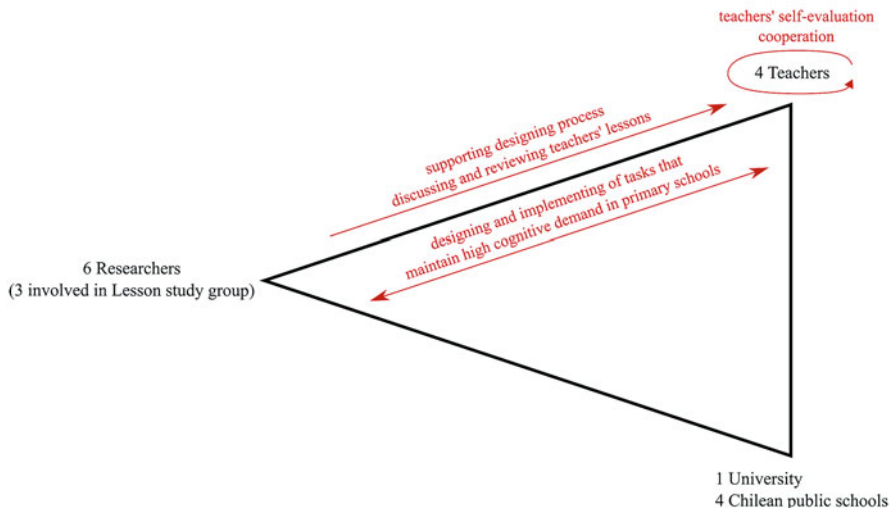 teachers' self-evaluation
cooperation
4 Teachers
supporting designing process
discussing and reviewing teachers' lessons
designing and implementing of tasks that
maintain high cognitive demand in primary schools
6 Researchers
(3 involved in Lesson study group)
1 University
4 Chilean public schools